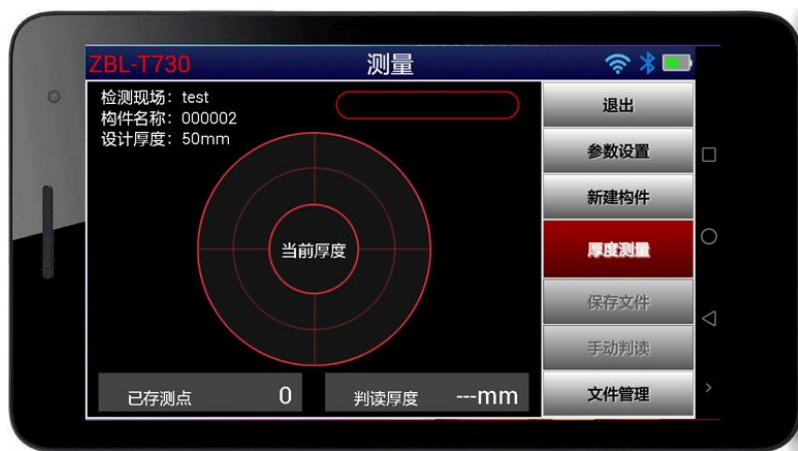 ZBL-T730
测量
检测现场：test
构件名称：000002
设计厚度：50mm
当前厚度
已存测点 0
判读厚度 ---mm
退出
参数设置
新建构件
厚度测量
保存文件
手动判读
文件管理